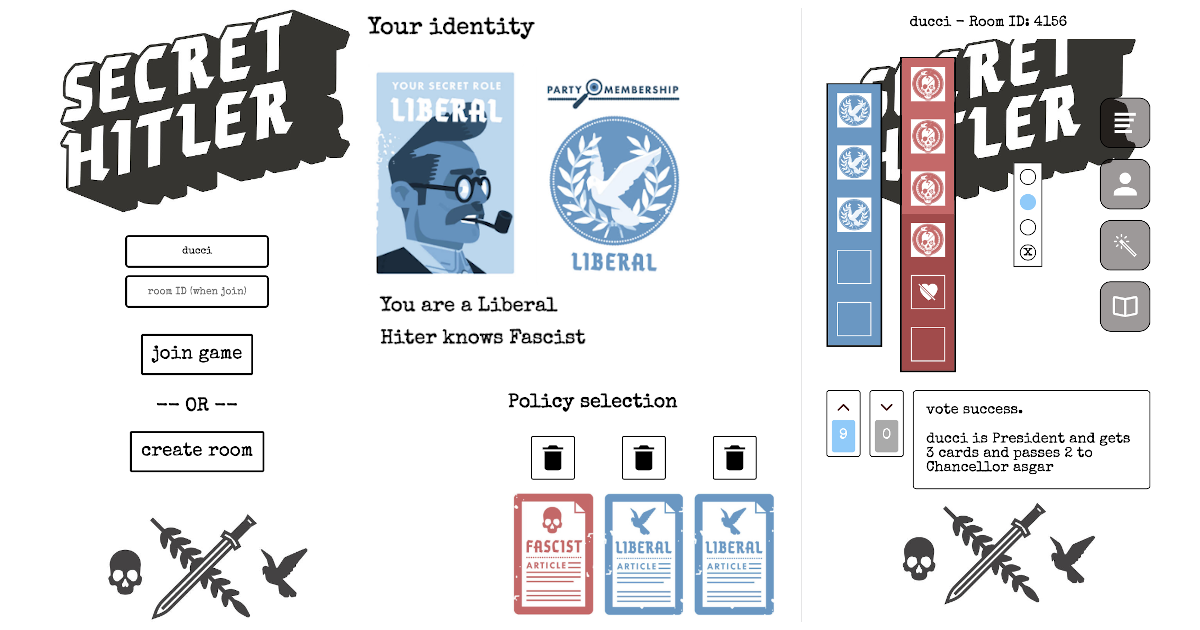 SECRET
HITLER
ducci
room ID (when join)
join game
-- OR --
create room
Your identity
YOUR SECRET ROLE
LIBERAL
PARTY MEMBERSHIP
LIBERAL
You are a Liberal
Hiter knows Fascist
Policy selection
FASCIST
ARTICLE
LIBERAL
ARTICLE
LIBERAL
ARTICLE
ducci - Room ID: 4156
RET
TLER
X
9
0
vote success.
ducci is President and gets
3 cards and passes 2 to
Chancellor asgar